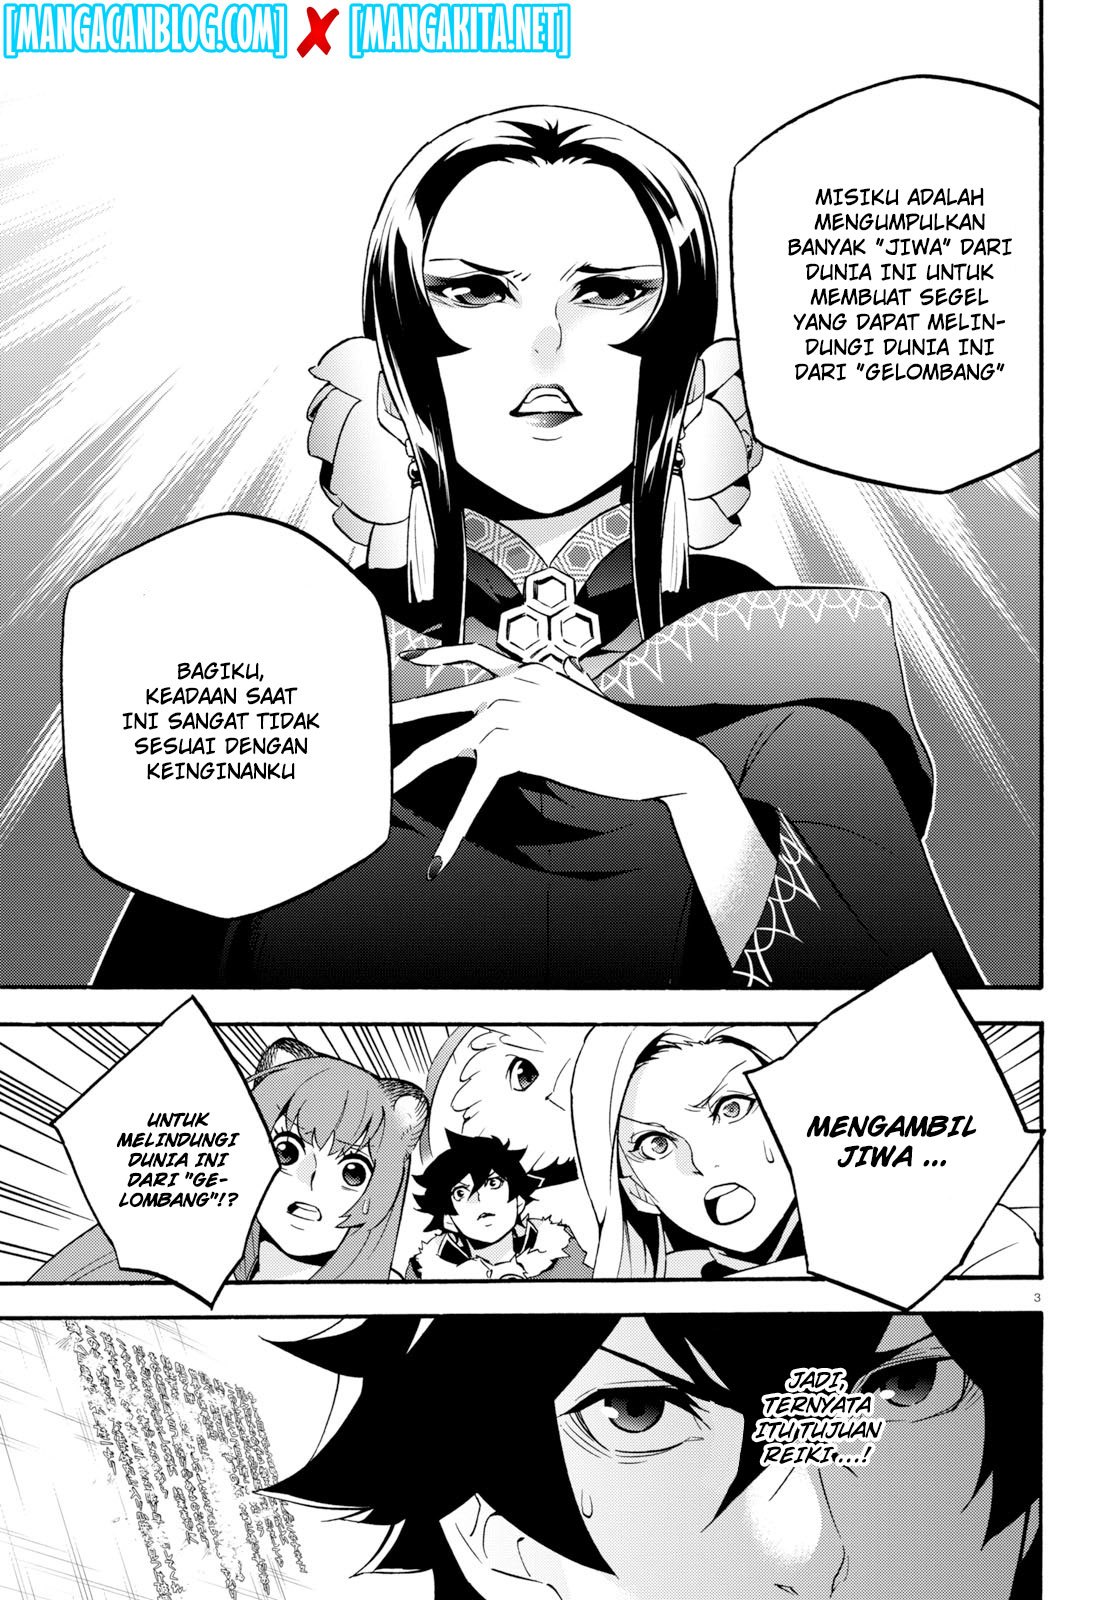 [MANGACANBLOG.COM] X [MANGAKITA.NET]
MISIKU ADALAH
MENGUMPULKAN
BANYAK "JIWA" DARI
DUNIA INI UNTUK
MEMBUAT SEGEL
YANG DAPAT MELIN-
DUNGI DUNIA INI
DARI "GELOMBANG"
BAGIKU,
KEADAAN SAAT
INI SANGAT TIDAK
SESUAI DENGAN
KEINGINANKU
MENGAMBIL
JIWA ...
UNTUK
MELINDUNGI
DUNIA INI
DARI "GE-
LOMBANG"!?
3
JADI,
TERNYATA
ITU TUJUAN
REIKI ...!